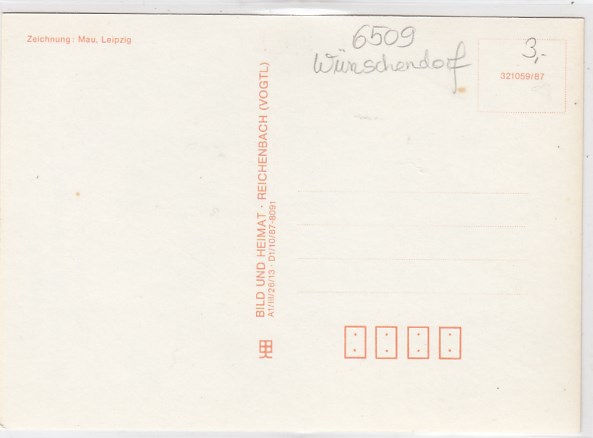 Zeichnung: Mau, Leipzig
6509
Wünschendorf
3,-
321059/87
BILD UND HEIMAT · REICHENBACH (VOGTL)
A1/III/26/13 · D1/10/87-8091